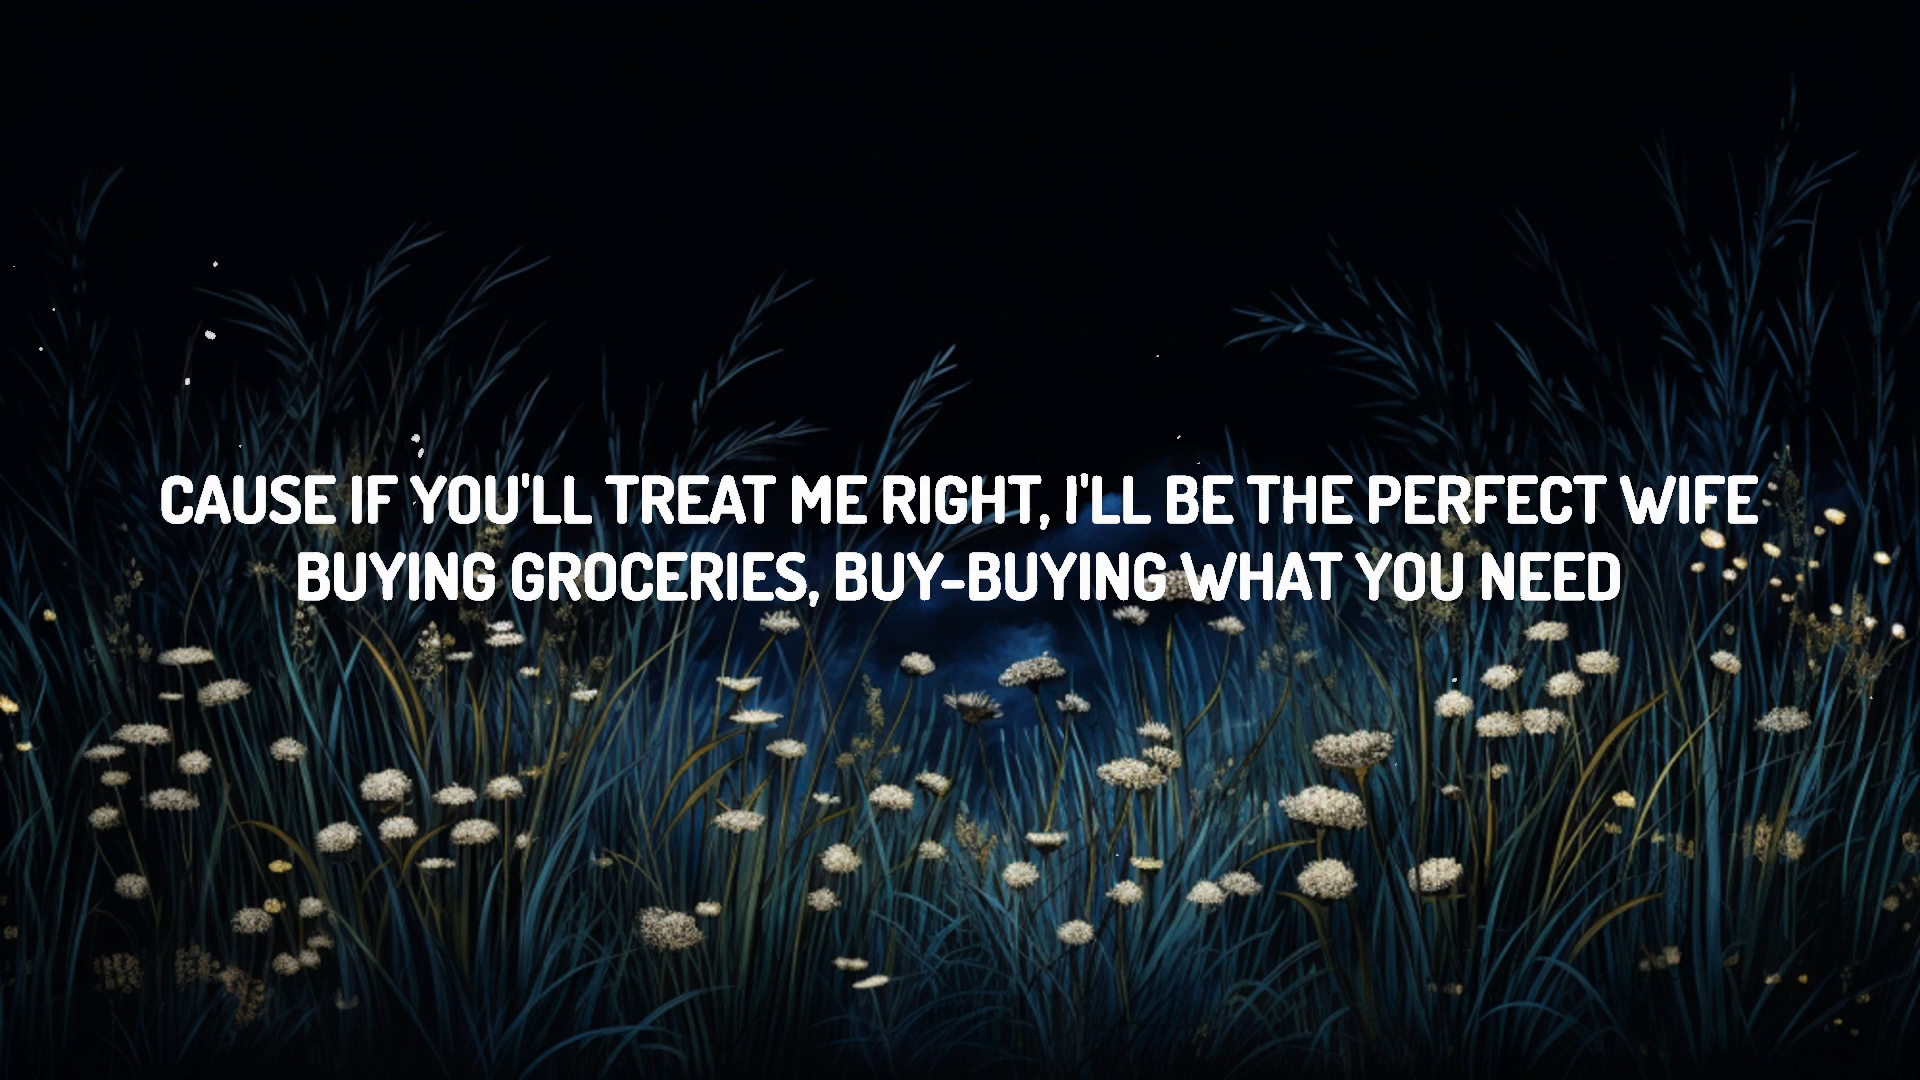 CAUSE IF YOU'LL TREAT ME RIGHT, I'LL BE THE PERFECT WIFE
BUYING GROCERIES, BUY-BUYING WHAT YOU NEED